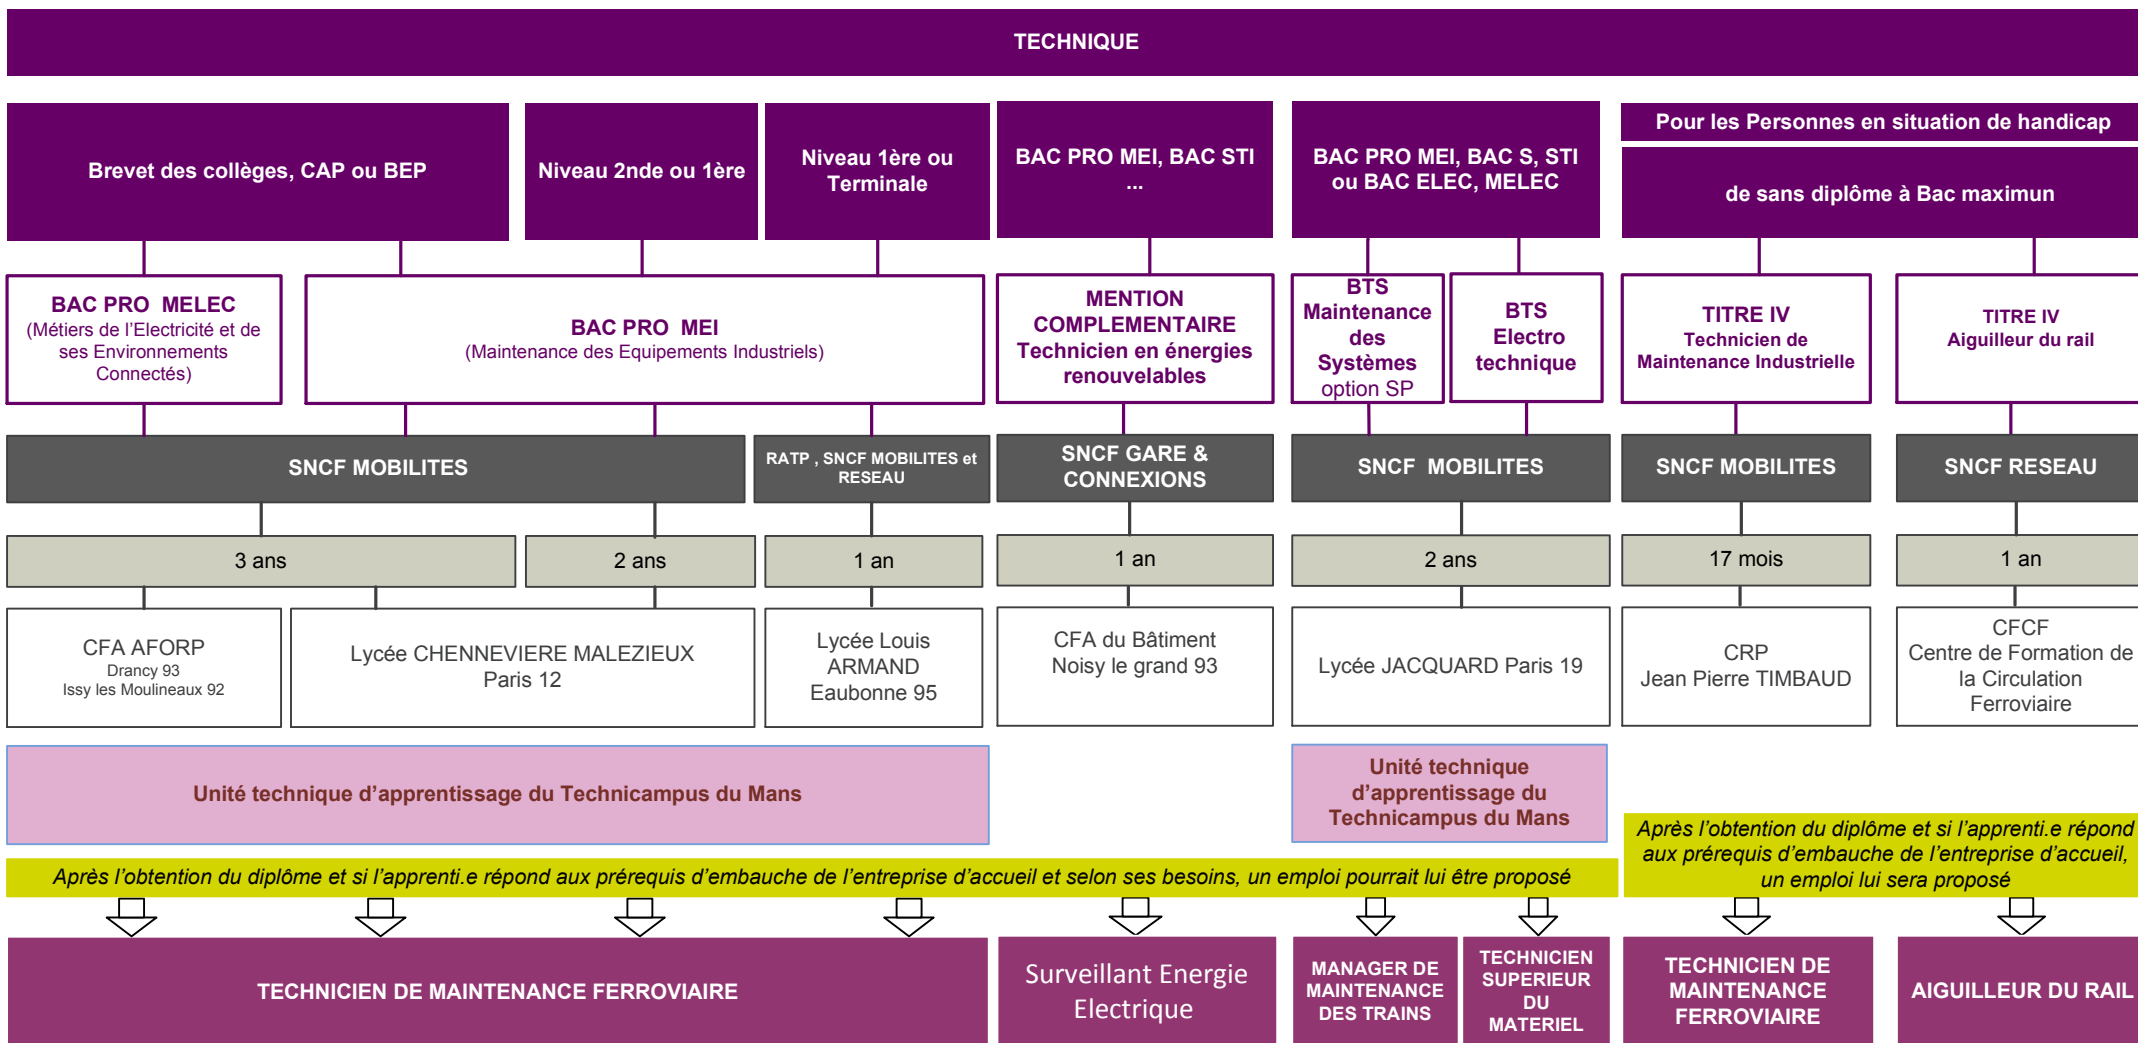 TECHNIQUE
Brevet des collèges, CAP ou BEP
Niveau 2nde ou 1ère
Niveau 1ère ou
Terminale
BAC PRO MEI, BAC STI
...
BAC PRO MEI, BAC S, STI
ou BAC ELEC, MELEC
Pour les Personnes en situation de handicap
de sans diplôme à Bac maximun
BAC PRO MELEC
(Métiers de l'Electricité et de
ses Environnements
Connectés)
BAC PRO MEI
(Maintenance des Equipements Industriels)
MENTION
COMPLEMENTAIRE
Technicien en énergies
renouvelables
BTS
Maintenance
des
Systèmes
option SP
BTS
Electro
technique
TITRE IV
Technicien de
Maintenance Industrielle
TITRE IV
Aiguilleur du rail
SNCF MOBILITES
RATP , SNCF MOBILITES et
RESEAU
SNCF GARE &
CONNEXIONS
SNCF MOBILITES
SNCF MOBILITES
SNCF RESEAU
3 ans
2 ans
1 an
1 an
2 ans
17 mois
1 an
CFA AFORP
Drancy 93
Issy les Moulineaux 92
Lycée CHENNEVIERE MALEZIEUX
Paris 12
Lycée Louis
ARMAND
Eaubonne 95
CFA du Bâtiment
Noisy le grand 93
Lycée JACQUARD Paris 19
CRP
Jean Pierre TIMBAUD
CFCF
Centre de Formation de
la Circulation
Ferroviaire
Unité technique d'apprentissage du Technicampus du Mans
Unité technique
d'apprentissage du
Technicampus du Mans
Après l'obtention du diplôme et si l'apprenti.e répond aux prérequis d'embauche de l'entreprise d'accueil et selon ses besoins, un emploi pourrait lui être proposé
Après l'obtention du diplôme et si l'apprenti.e répond
aux prérequis d'embauche de l'entreprise d'accueil,
un emploi lui sera proposé
TECHNICIEN DE MAINTENANCE FERROVIAIRE
Surveillant Energie
Electrique
MANAGER DE
MAINTENANCE
DES TRAINS
TECHNICIEN
SUPERIEUR
DU
MATERIEL
TECHNICIEN DE
MAINTENANCE
FERROVIAIRE
AIGUILLEUR DU RAIL